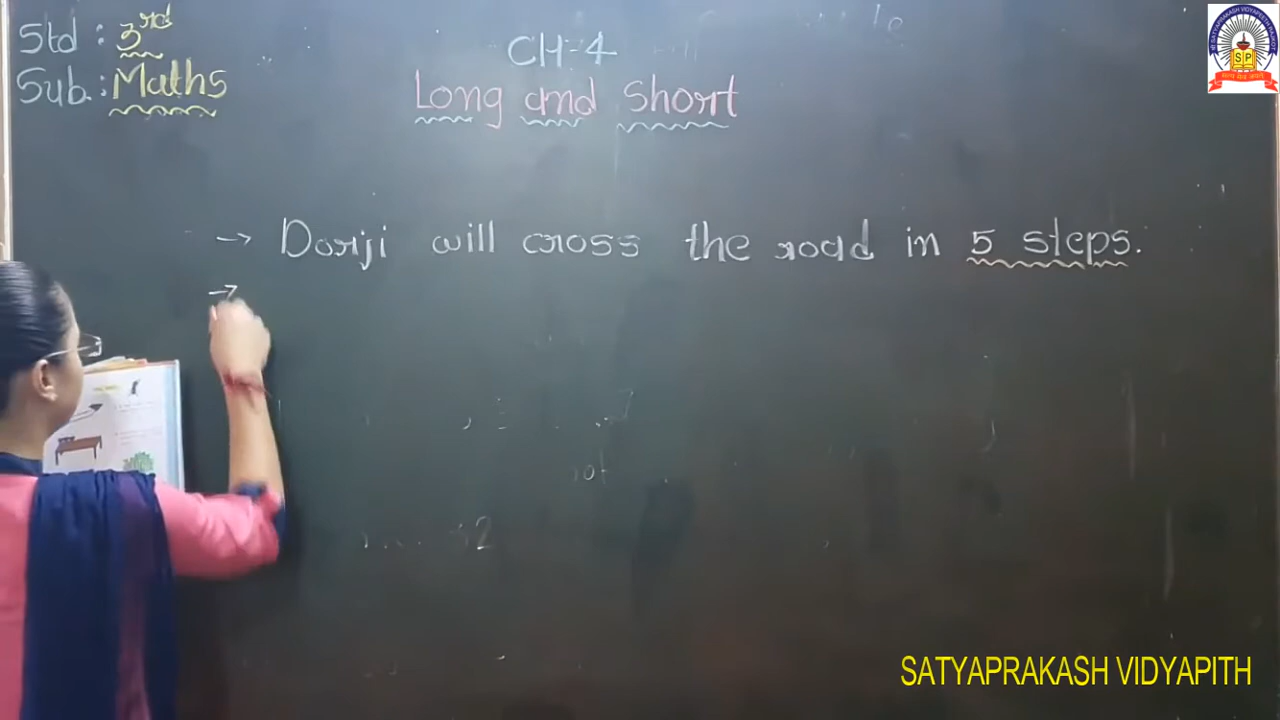 Std : 3rd
Sub : Maths
CH-4
Long and Short
→ Dorji will cross the road in 5 steps.
→
SP
SATYAPRAKASH VIDYAPITH